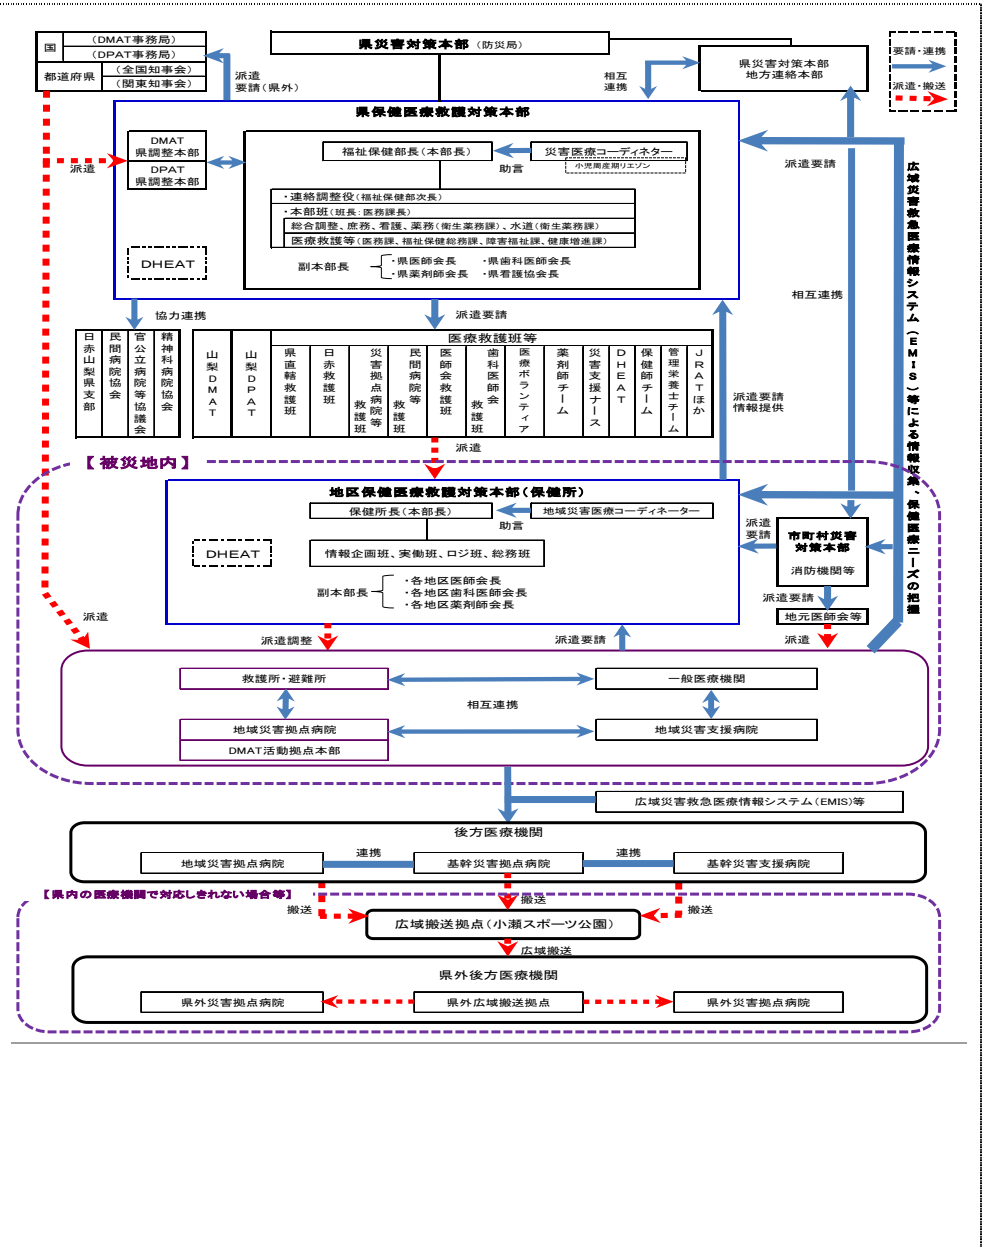 国
(DMAT事務局)
(DPAT事務局)
都道府県
(全国知事会)
(関東知事会)
派遣
要請(県外)
県災害対策本部(防災局)
相互
連携
県災害対策本部
地方連絡本部
要請・連携
派遣・搬送
県保健医療救護対策本部
派遣
DMAT
県調整本部
DPAT
県調整本部
DHEAT
福祉保健部長(本部長)
助言
災害医療コーディネーター
小児周産期リエゾン
・連絡調整役(福祉保健部次長)
・本部班(班長:医務課長)
総合調整、庶務、看護、薬務(衛生薬務課)、水道(衛生薬務課)
医療救護等(医務課、福祉保健総務課、障害福祉課、健康増進課)
副本部長
・県医師会長
・県歯科医師会長
・県薬剤師会長
・県看護協会長
派遣要請
相互連携
広域災害救急医療情報システム(EMIS)等による情報収集、保健医療ニーズの把握
協力連携
派遣要請
日赤山梨県支部
民間病院協会
官公立病院等協議会
精神科病院協会
山梨DMAT
山梨DPAT
医療救護班等
県直轄救護班
日赤救護班
災害拠点病院等救護班
民間病院等救護班
医師会救護班
歯科医師会救護班
医療ボランティア
薬剤師チーム
災害支援ナース
DHEAT
保健師チーム
管理栄養士チーム
JRATほか
派遣要請
情報提供
派遣
【被災地内】
地区保健医療救護対策本部(保健所)
保健所長(本部長)
助言
地域災害医療コーディネーター
DHEAT
情報企画班、実働班、ロジ班、総務班
副本部長
・各地区医師会長
・各地区歯科医師会長
・各地区薬剤師会長
派遣
要請
市町村災害
対策本部
消防機関等
派遣要請
地元医師会等
派遣
派遣
派遣調整
派遣要請
救護所・避難所
一般医療機関
相互連携
地域災害拠点病院
DMAT活動拠点本部
地域災害支援病院
広域災害救急医療情報システム(EMIS)等
後方医療機関
地域災害拠点病院
連携
基幹災害拠点病院
連携
基幹災害支援病院
【県内の医療機関で対応しきれない場合等】
搬送
搬送
搬送
広域搬送拠点(小瀬スポーツ公園)
広域搬送
県外後方医療機関
県外災害拠点病院
県外広域搬送拠点
県外災害拠点病院